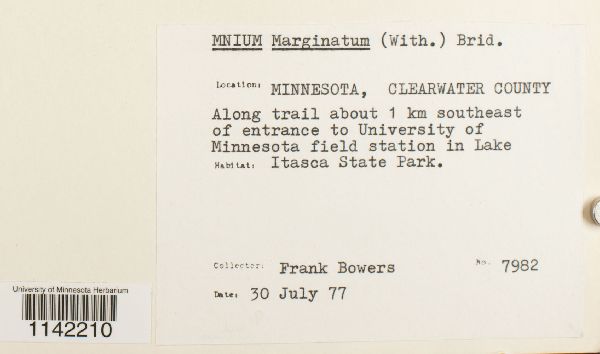 MNIUM Marginatum (With.) Brid.
Location: MINNESOTA, CLEARWATER COUNTY
Along trail about 1 km southeast
of entrance to University of
Minnesota field station in Lake
Habitat: Itasca State Park.
Collector: Frank Bowers No. 7982
Date: 30 July 77
University of Minnesota Herbarium
1142210